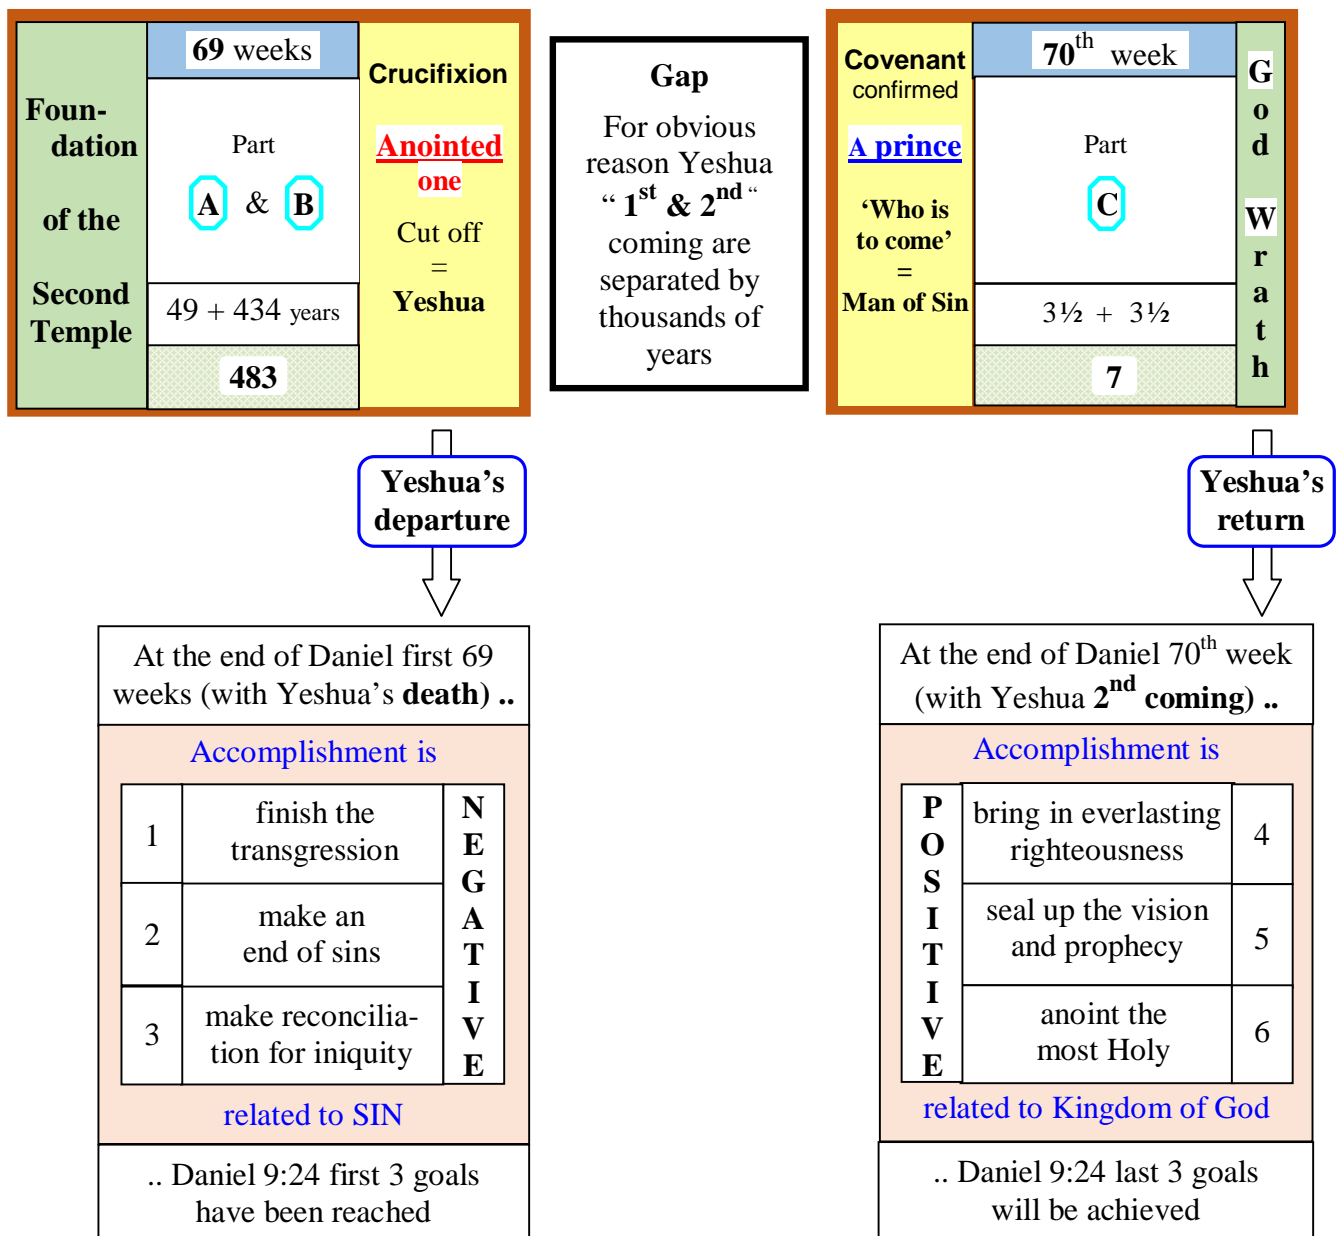 Foun-
dation
of the
Second
Temple
69 weeks
Part
A & B
49 + 434 years
483
Crucifixion
Anointed
one
Cut off
=
Yeshua
Gap
For obvious
reason Yeshua
“ 1st & 2nd “
coming are
separated by
thousands of
years
Covenant
confirmed
A prince
‘Who is
to come’
=
Man of Sin
70th week
Part
C
3½ + 3½
7
God
Wrath
Yeshua’s
departure
Yeshua’s
return
At the end of Daniel first 69
weeks (with Yeshua’s death) ..
Accomplishment is
1
finish the
transgression
2
make an
end of sins
3
make reconcilia-
tion for iniquity
NEGATIVE
related to SIN
.. Daniel 9:24 first 3 goals
have been reached
At the end of Daniel 70th week
(with Yeshua 2nd coming) ..
Accomplishment is
POSITIVE
bring in everlasting
righteousness
4
seal up the vision
and prophecy
5
anoint the
most Holy
6
related to Kingdom of God
.. Daniel 9:24 last 3 goals
will be achieved